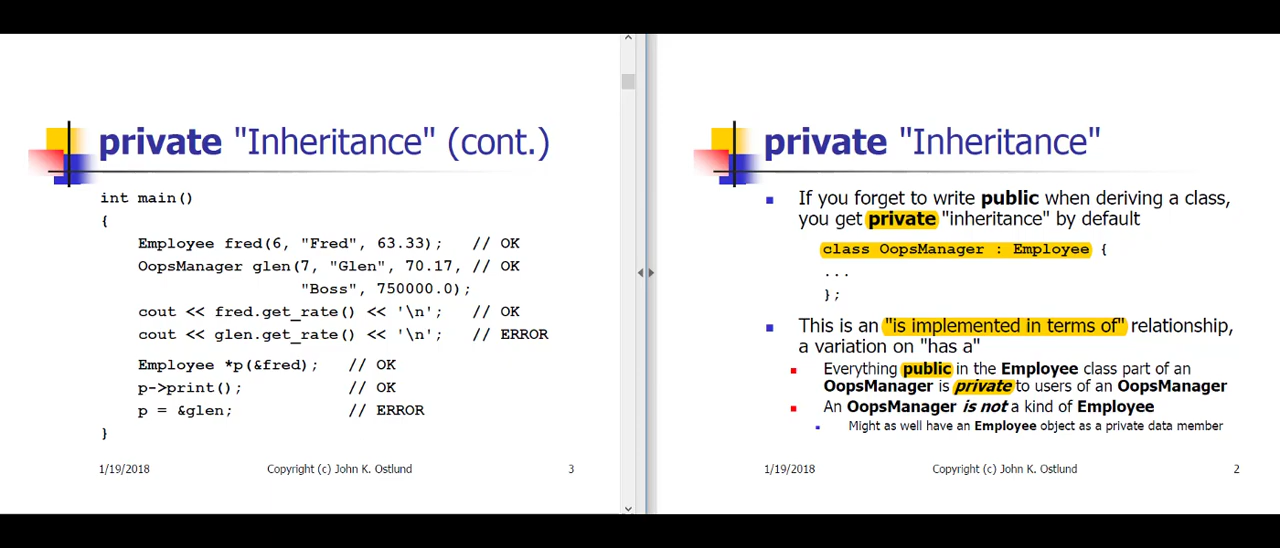 private "Inheritance" (cont.)
int main()
{
Employee fred(6, "Fred", 63.33); // OK
OopsManager glen(7, "Glen", 70.17, // OK
"Boss", 750000.0);
cout << fred.get_rate() << '\n'; // OK
cout << glen.get_rate() << '\n'; // ERROR
Employee *p(&fred); // OK
p->print(); // OK
p = &glen; // ERROR
}
1/19/2018 Copyright (c) John K. Ostlund 3
private "Inheritance"
If you forget to write public when deriving a class,
you get private "inheritance" by default
class OopsManager : Employee {
...
};
This is an "is implemented in terms of" relationship,
a variation on "has a"
Everything public in the Employee class part of an
OopsManager is private to users of an OopsManager
An OopsManager is not a kind of Employee
Might as well have an Employee object as a private data member
1/19/2018 Copyright (c) John K. Ostlund 2